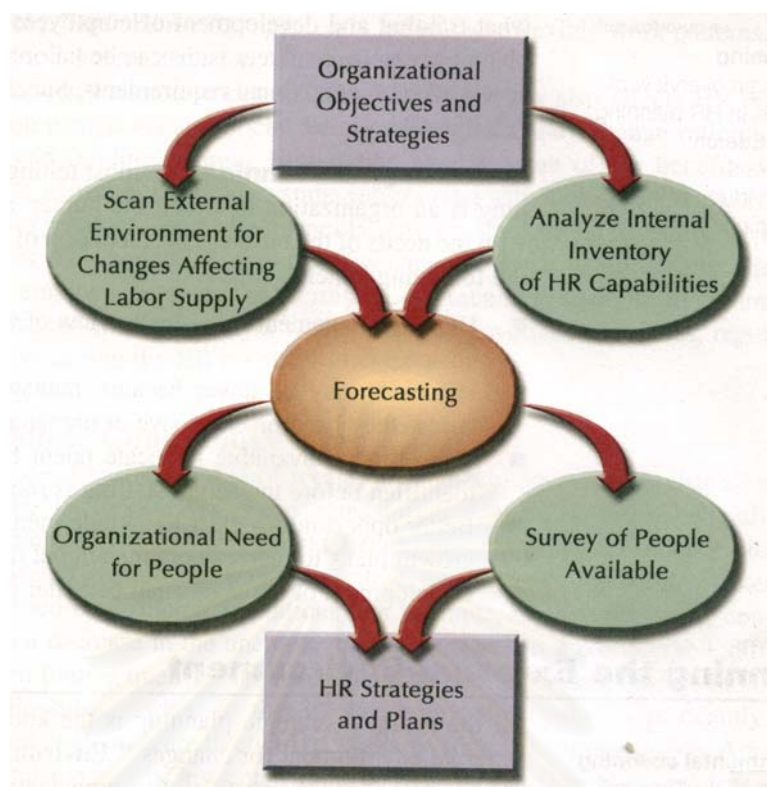 Organizational
Objectives and
Strategies
Scan External
Environment for
Changes Affecting
Labor Supply
Analyze Internal
Inventory
of HR Capabilities
Forecasting
Organizational Need
for People
Survey of People
Available
HR Strategies
and Plans